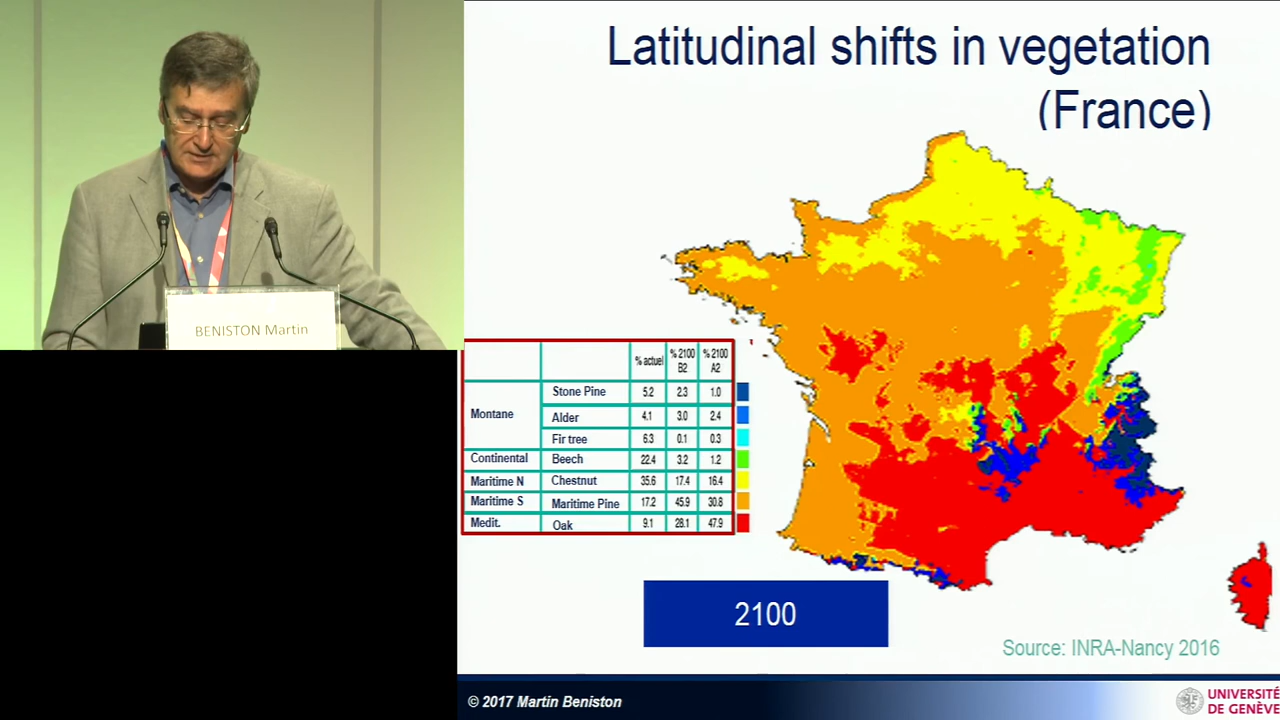 Latitudinal shifts in vegetation
(France)
BENISTON Martin
% actuel % 2100 B2 % 2100 A2
Montane Stone Pine 5.2 2.3 1.0
Alder 4.1 3.0 2.4
Fir tree 6.3 0.1 0.3
Continental Beech 22.4 3.2 1.2
Maritime N Chestnut 35.6 17.4 16.4
Maritime S Maritime Pine 17.2 45.9 30.8
Medit. Oak 9.1 28.1 47.9
2100
Source: INRA-Nancy 2016
© 2017 Martin Beniston
UNIVERSITÉ
DE GENÈVE